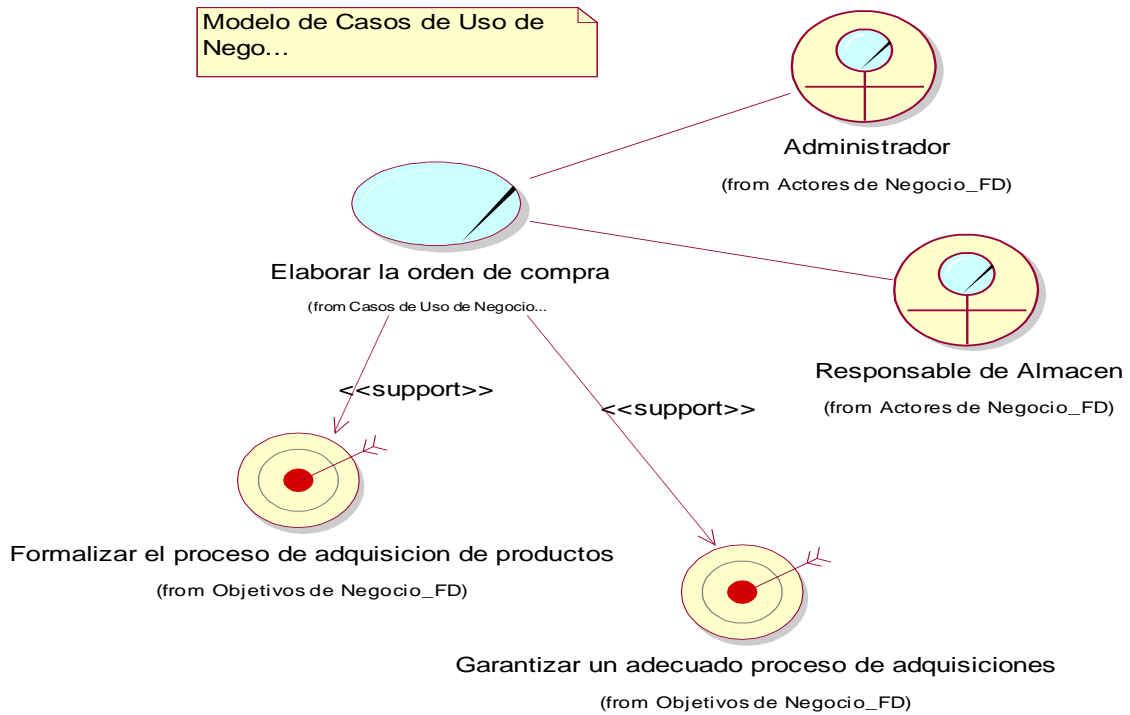 Modelo de Casos de Uso de
Nego...
Administrador
(from Actores de Negocio_FD)
Elaborar la orden de compra
(from Casos de Uso de Negocio...
Responsable de Almacen
(from Actores de Negocio_FD)
<<support>>
<<support>>
Formalizar el proceso de adquisicion de productos
(from Objetivos de Negocio_FD)
Garantizar un adecuado proceso de adquisiciones
(from Objetivos de Negocio_FD)